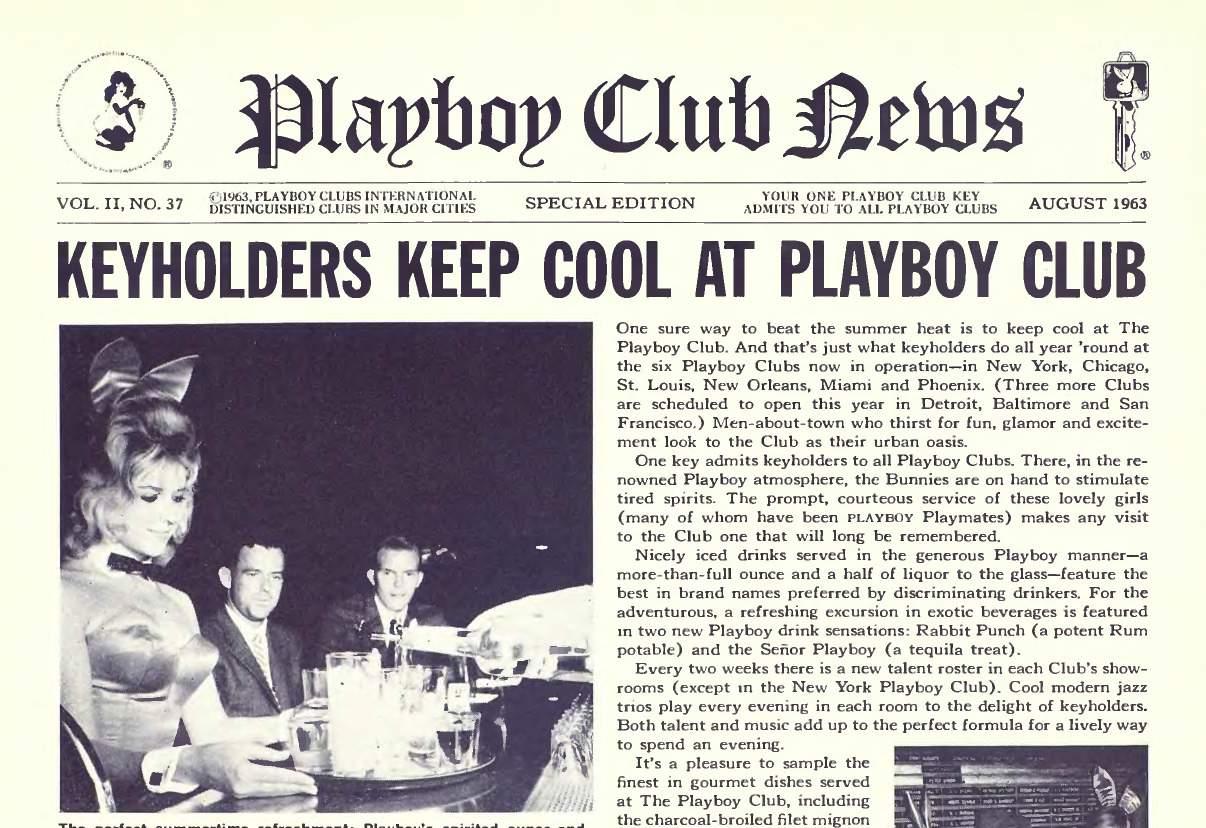 Playboy Club News
VOL. II, NO. 37
©1963, PLAYBOY CLUBS INTERNATIONAL
DISTINGUISHED CLUBS IN MAJOR CITIES
SPECIAL EDITION
YOUR ONE PLAYBOY CLUB KEY
ADMITS YOU TO ALL PLAYBOY CLUBS
AUGUST 1963
KEYHOLDERS KEEP COOL AT PLAYBOY CLUB
One sure way to beat the summer heat is to keep cool at The
Playboy Club. And that's just what keyholders do all year 'round at
the six Playboy Clubs now in operation—in New York, Chicago,
St. Louis, New Orleans, Miami and Phoenix. (Three more Clubs
are scheduled to open this year in Detroit, Baltimore and San
Francisco.) Men-about-town who thirst for fun, glamor and excite-
ment look to the Club as their urban oasis.
One key admits keyholders to all Playboy Clubs. There, in the re-
nowned Playboy atmosphere, the Bunnies are on hand to stimulate
tired spirits. The prompt, courteous service of these lovely girls
(many of whom have been PLAYBOY Playmates) makes any visit
to the Club one that will long be remembered.
Nicely iced drinks served in the generous Playboy manner—a
more-than-full ounce and a half of liquor to the glass—feature the
best in brand names preferred by discriminating drinkers. For the
adventurous, a refreshing excursion in exotic beverages is featured
in two new Playboy drink sensations: Rabbit Punch (a potent Rum
potable) and the Señor Playboy (a tequila treat).
Every two weeks there is a new talent roster in each Club's show-
rooms (except in the New York Playboy Club). Cool modern jazz
trios play every evening in each room to the delight of keyholders.
Both talent and music add up to the perfect formula for a lively way
to spend an evening.
It's a pleasure to sample the
finest in gourmet dishes served
at The Playboy Club, including
the charcoal-broiled filet mignon
The perfect summertime refreshment: Playboy's spirited ounce-and-